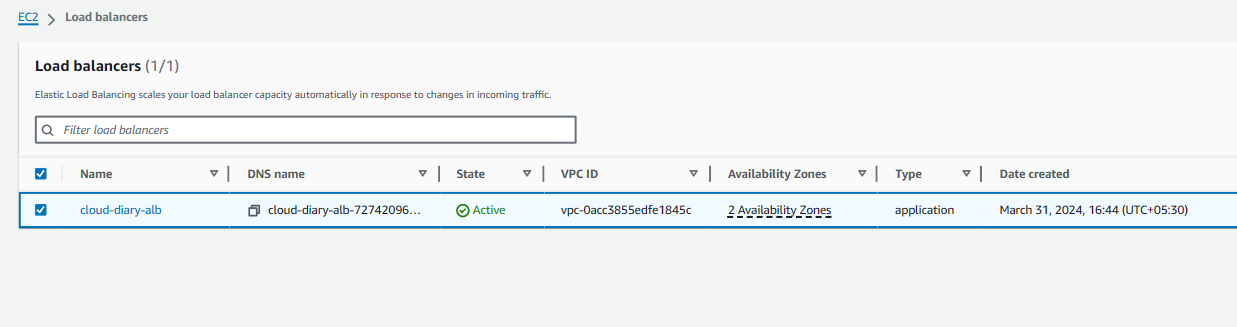 EC2 > Load balancers
Load balancers (1/1)
Elastic Load Balancing scales your load balancer capacity automatically in response to changes in incoming traffic.
Filter load balancers
Name DNS name State VPC ID Availability Zones Type Date created
cloud-diary-alb cloud-diary-alb-72742096... Active vpc-0acc3855edfe1845c 2 Availability Zones application March 31, 2024, 16:44 (UTC+05:30)